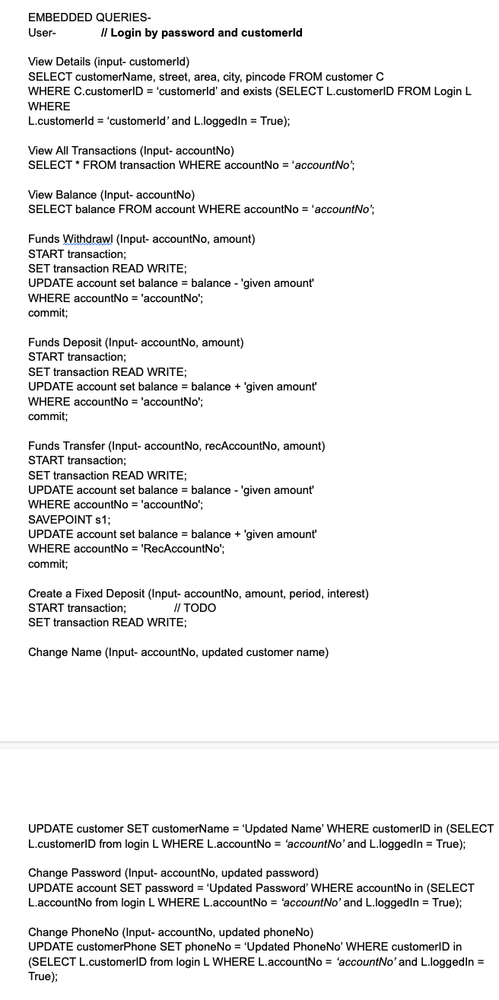 EMBEDDED QUERIES-
User- // Login by password and customerId
View Details (input- customerId)
SELECT customerName, street, area, city, pincode FROM customer C
WHERE C.customerID = ‘customerId’ and exists (SELECT L.customerID FROM Login L
WHERE
L.customerId = ‘customerId’ and L.loggedIn = True);
View All Transactions (Input- accountNo)
SELECT * FROM transaction WHERE accountNo = ‘accountNo’;
View Balance (Input- accountNo)
SELECT balance FROM account WHERE accountNo = ‘accountNo’;
Funds Withdrawl (Input- accountNo, amount)
START transaction;
SET transaction READ WRITE;
UPDATE account set balance = balance - 'given amount'
WHERE accountNo = 'accountNo';
commit;
Funds Deposit (Input- accountNo, amount)
START transaction;
SET transaction READ WRITE;
UPDATE account set balance = balance + 'given amount'
WHERE accountNo = 'accountNo';
commit;
Funds Transfer (Input- accountNo, recAccountNo, amount)
START transaction;
SET transaction READ WRITE;
UPDATE account set balance = balance - 'given amount'
WHERE accountNo = 'accountNo';
SAVEPOINT s1;
UPDATE account set balance = balance + 'given amount'
WHERE accountNo = 'RecAccountNo';
commit;
Create a Fixed Deposit (Input- accountNo, amount, period, interest)
START transaction; // TODO
SET transaction READ WRITE;
Change Name (Input- accountNo, updated customer name)
UPDATE customer SET customerName = ‘Updated Name’ WHERE customerID in (SELECT
L.customerID from login L WHERE L.accountNo = ‘accountNo’ and L.loggedIn = True);
Change Password (Input- accountNo, updated password)
UPDATE account SET password = ‘Updated Password’ WHERE accountNo in (SELECT
L.accountNo from login L WHERE L.accountNo = ‘accountNo’ and L.loggedIn = True);
Change PhoneNo (Input- accountNo, updated phoneNo)
UPDATE customerPhone SET phoneNo = ‘Updated PhoneNo’ WHERE customerID in
(SELECT L.customerID from login L WHERE L.accountNo = ‘accountNo’ and L.loggedIn =
True);